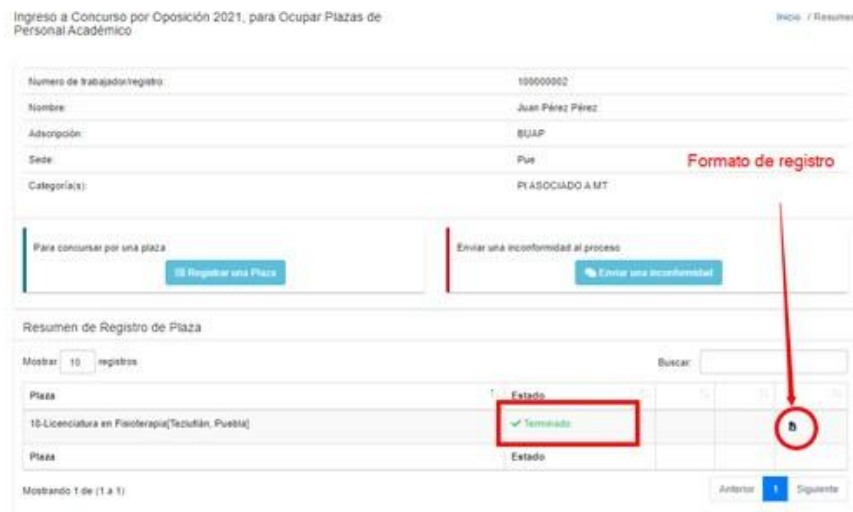 Ingreso a Concurso por Oposición 2021, para Ocupar Plazas de
Personal Académico
Inicio / Resumen
Numero de trabajador/registro: 100000002
Nombre: Juan Pérez Pérez
Adscripción: BUAP
Sede: Pue
Categoría(s): PI ASOCIADO A MT
Formato de registro
Para concursar por una plaza
Registrar una Plaza
Enviar una inconformidad al proceso
Enviar una inconformidad
Resumen de Registro de Plaza
Mostrar 10 registros
Buscar:
Plaza Estado
10-Licenciatura en Fisioterapia[Teziutlán, Puebla] Terminado
Plaza Estado
Mostrando 1 de (1 a 1)
Anterior 1 Siguiente